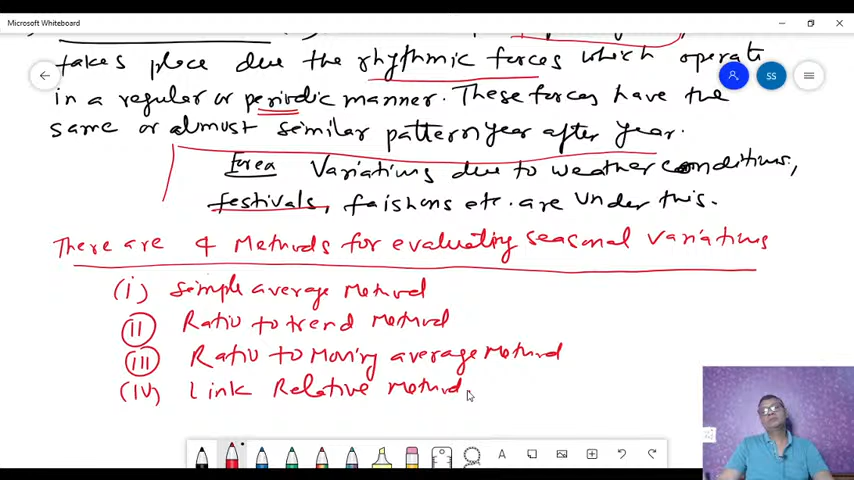 Microsoft Whiteboard
takes place due the rhythmic forces which operate
SS
in a regular or periodic manner. These forces have the
same or almost similar pattern year after year.
Variations due to weather conditions,
festivals, faishons etc. are under this.
There are 4 Methods for evaluating seasonal variations
(i) Simple average Method
(II) Ratio to trend Method
(III) Ratio to Moving average Method
(IV) Link Relative Method